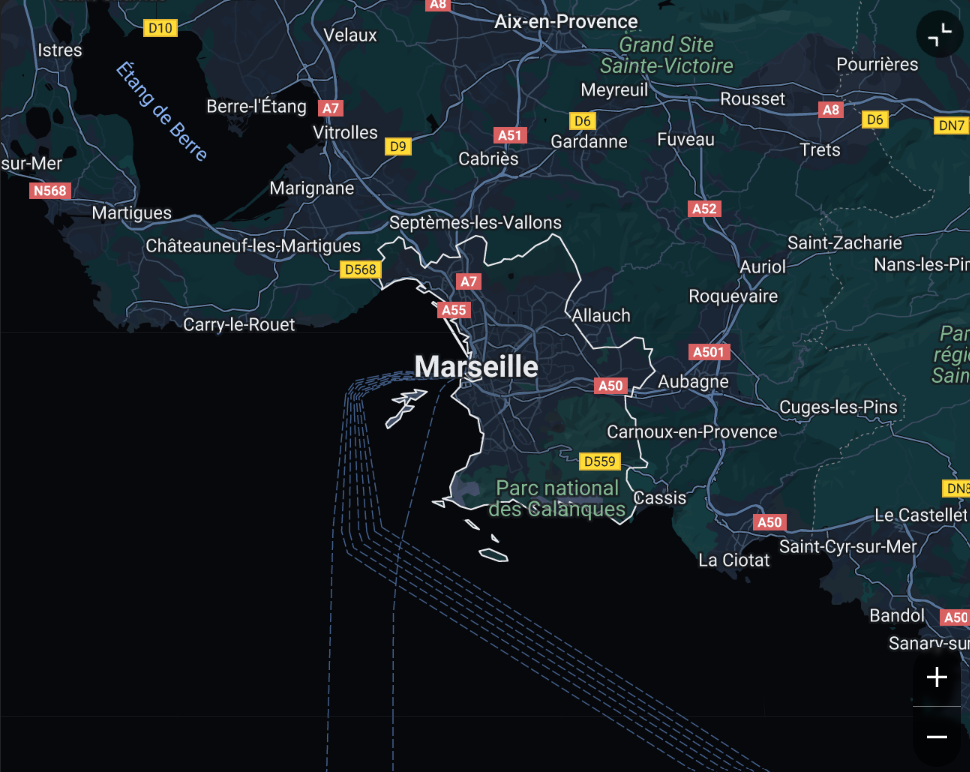 A8
Aix-en-Provence
D10
Velaux
Istres
Grand Site
Sainte-Victoire
Pourrières
Étang de Berre
Meyreuil
Rousset
Berre-l'Étang
A7
A8
D6
D6
DN7
Vitrolles
A51
Gardanne
Fuveau
D9
Cabriès
Trets
sur-Mer
N568
Marignane
Martigues
A52
Septèmes-les-Vallons
Châteauneuf-les-Martigues
Saint-Zacharie
D568
Auriol
Nans-les-Pin
A7
Roquevaire
A55
Allauch
Carry-le-Rouet
Par
régi
Sain
A501
Marseille
A50
Aubagne
Cuges-les-Pins
Carnoux-en-Provence
D559
Parc national
des Calanques
Cassis
DN8
A50
Le Castellet
Saint-Cyr-sur-Mer
La Ciotat
Bandol
A50
Sanary-sur
+
−